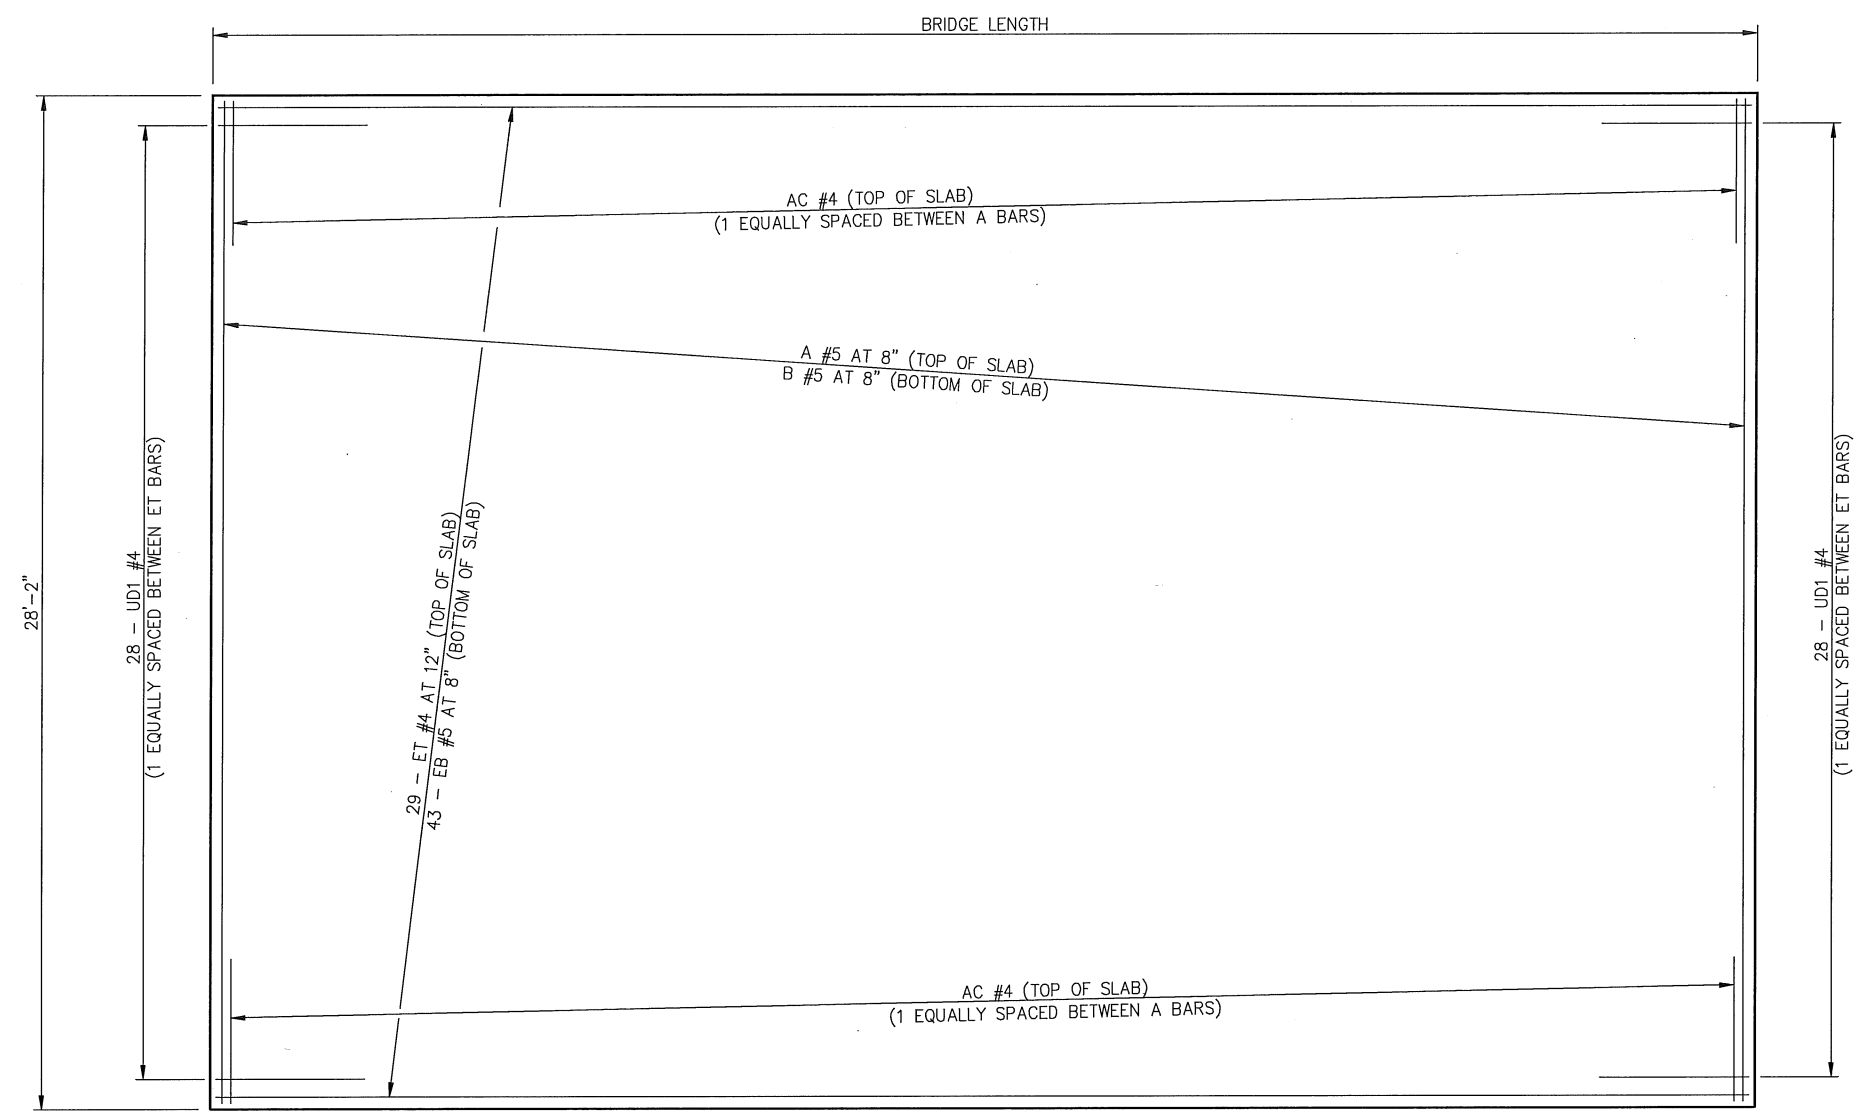 BRIDGE LENGTH
AC #4 (TOP OF SLAB)
(1 EQUALLY SPACED BETWEEN A BARS)
A #5 AT 8" (TOP OF SLAB)
B #5 AT 8" (BOTTOM OF SLAB)
28'-2"
28 - UD1 #4
(1 EQUALLY SPACED BETWEEN ET BARS)
29 - ET #4 AT 12" (TOP OF SLAB)
43 - EB #5 AT 8" (BOTTOM OF SLAB)
28 - UD1 #4
(1 EQUALLY SPACED BETWEEN ET BARS)
AC #4 (TOP OF SLAB)
(1 EQUALLY SPACED BETWEEN A BARS)